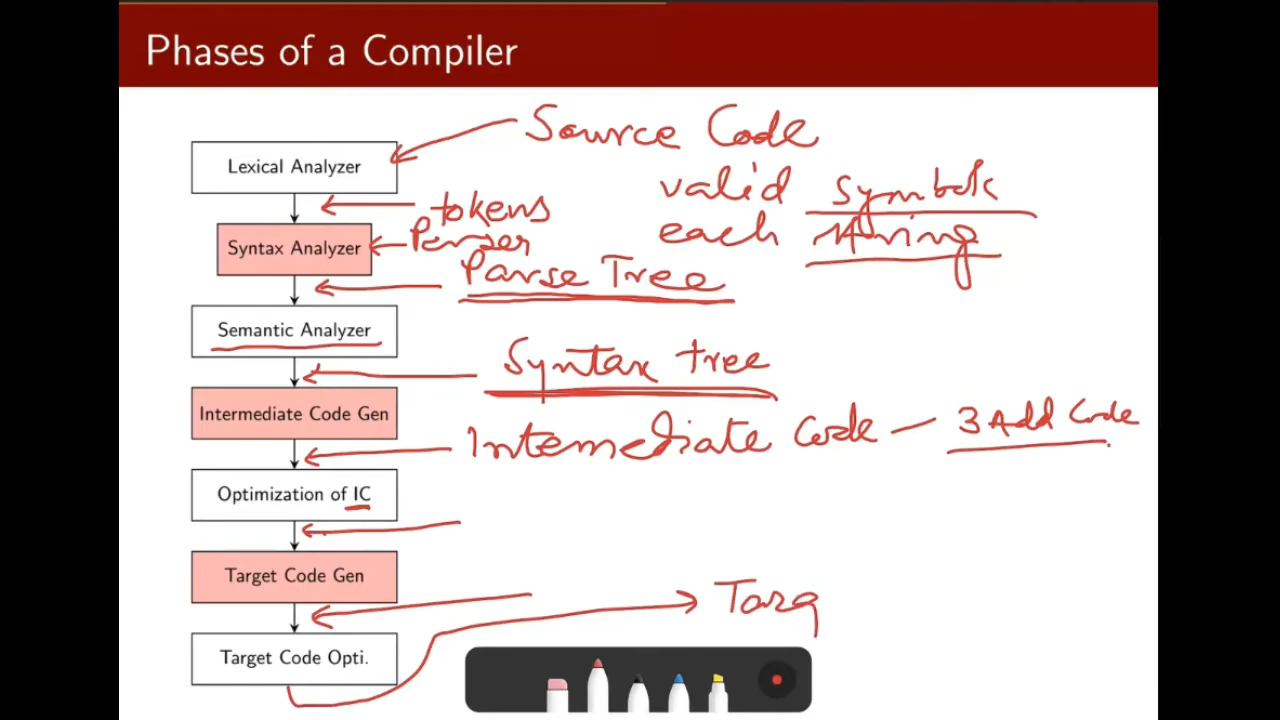 Phases of a Compiler
Source Code
Lexical Analyzer
valid symbols
tokens
each string
Syntax Analyzer
Parser
Parse Tree
Semantic Analyzer
Syntax tree
Intermediate Code Gen
Intermediate Code - 3 Add Code
Optimization of IC
Target Code Gen
Targ
Target Code Opti.